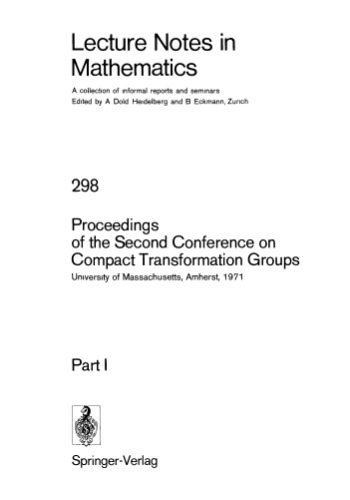 Lecture Notes in
Mathematics
A collection of informal reports and seminars
Edited by A Dold Heidelberg and B Eckmann, Zurich
298
Proceedings
of the Second Conference on
Compact Transformation Groups
University of Massachusetts, Amherst, 1971
Part I
Springer-Verlag